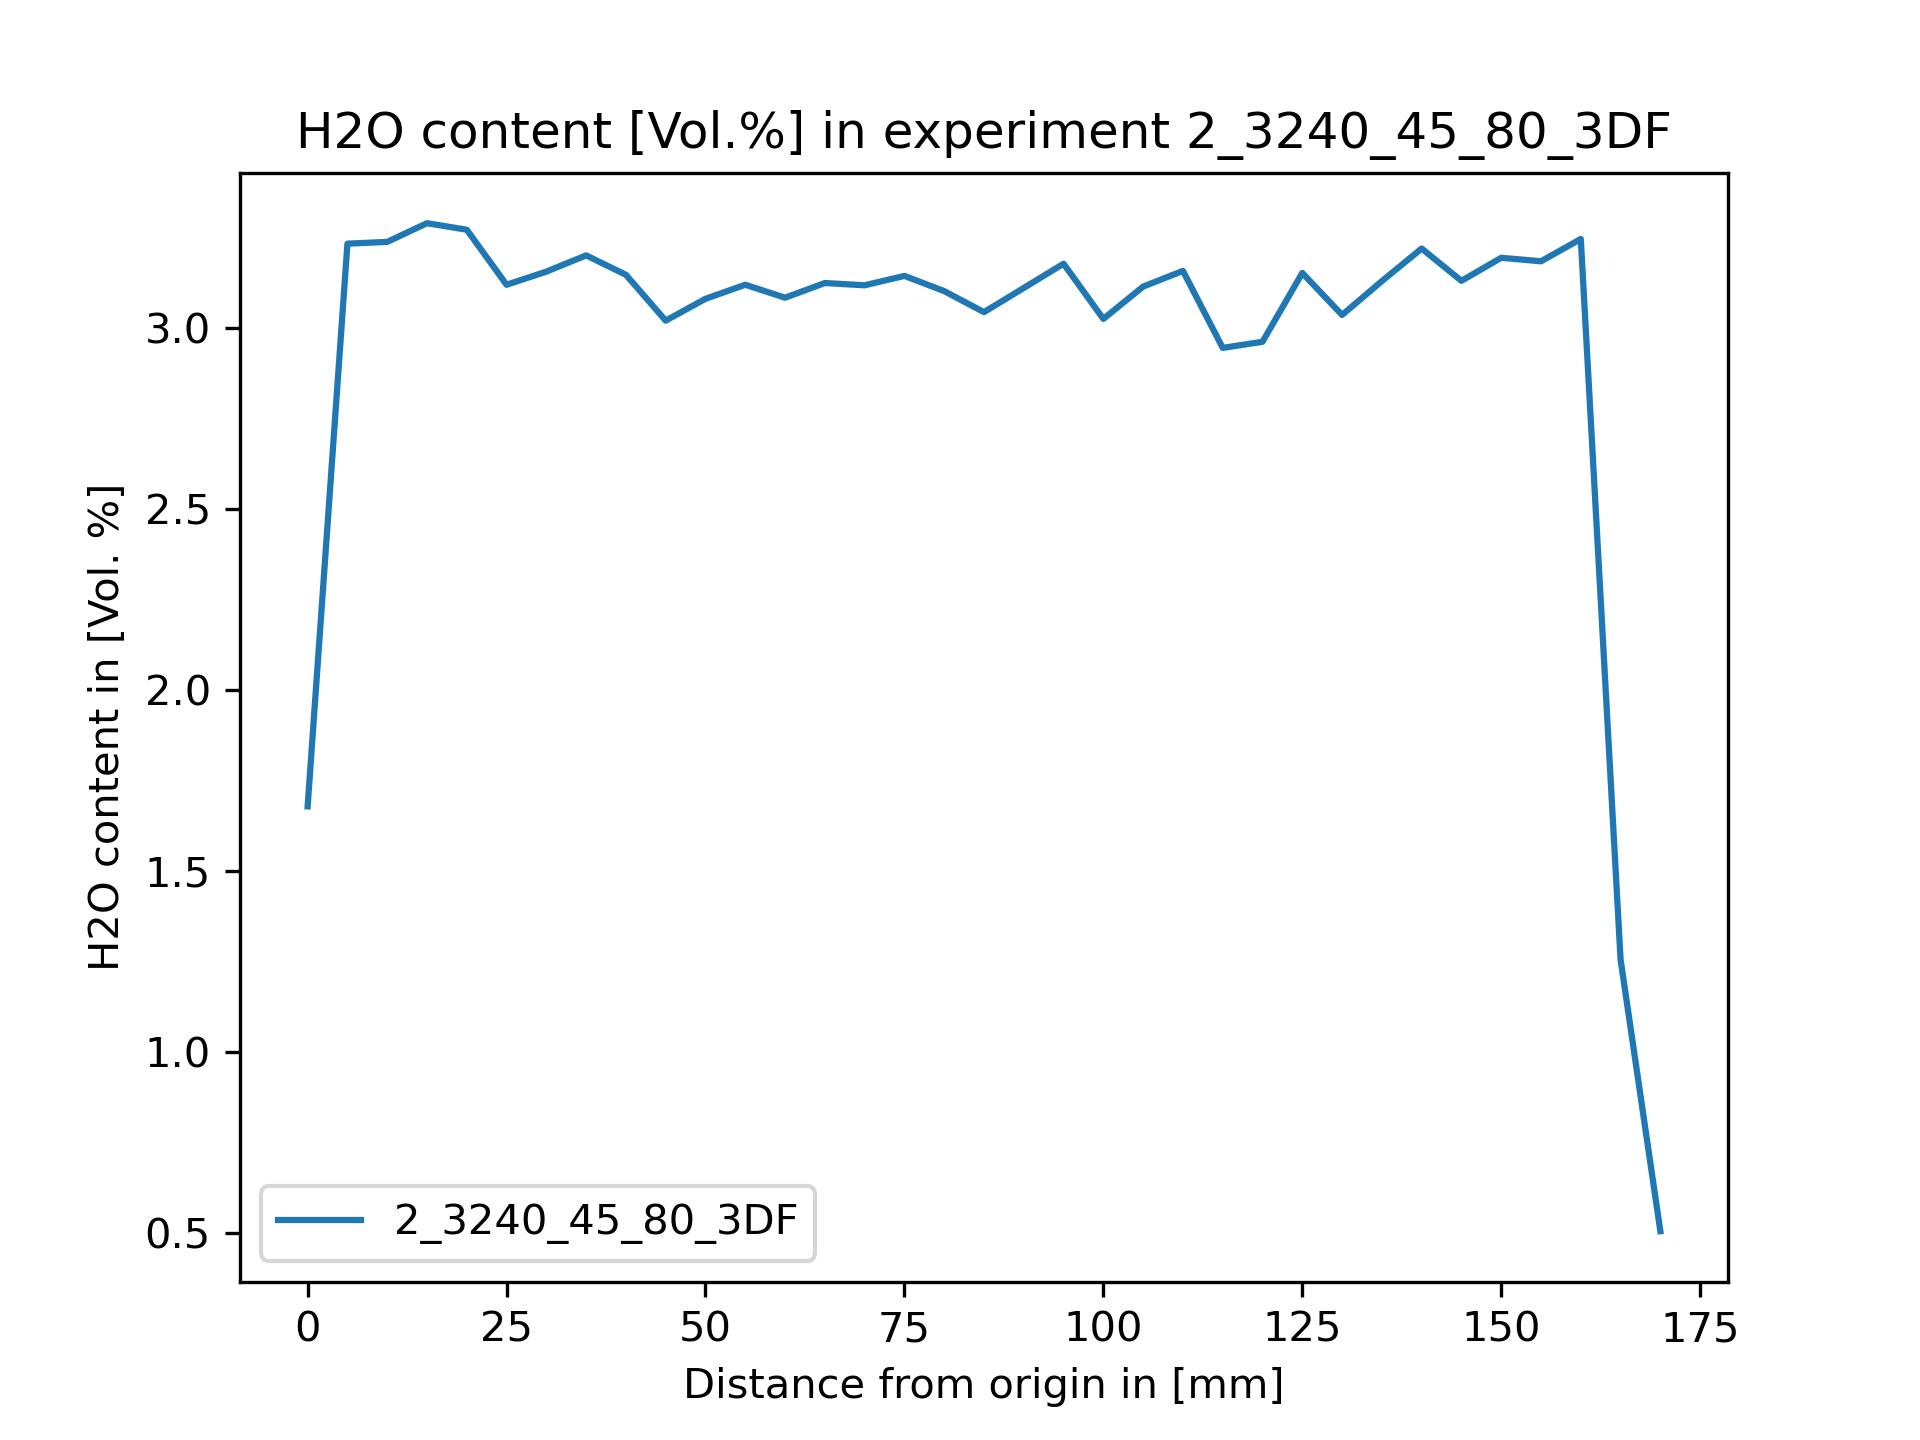 H2O content [Vol.%] in experiment 2_3240_45_80_3DF
H2O content in [Vol. %]
3.0
2.5
2.0
1.5
1.0
0.5
2_3240_45_80_3DF
0 25 50 75 100 125 150 175
Distance from origin in [mm]